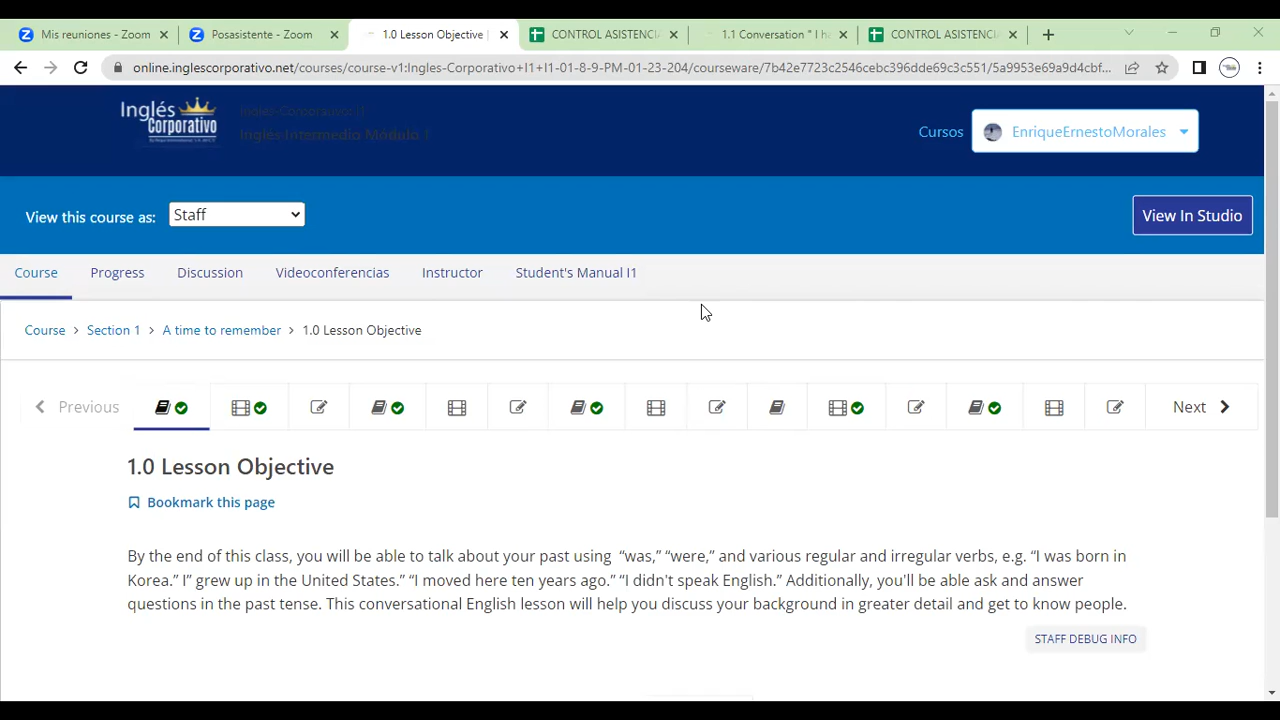 Mis reuniones - Zoom
Posasistente - Zoom
1.0 Lesson Objective
CONTROL ASISTENCI
1.1 Conversation " I h
CONTROL ASISTENCI
online.inglescorporativo.net/courses/course-v1:Ingles-Corporativo+I1+I1-01-8-9-PM-01-23-204/courseware/7b42e7723c2546cebc396dde69c3c551/5a9953e69a9d4cbf...
Inglés
Corporativo
Ingles-Corporativo: I1
Inglés Intermedio Módulo 1
Cursos
EnriqueErnestoMorales
View this course as:
Staff
View In Studio
Course
Progress
Discussion
Videoconferencias
Instructor
Student's Manual I1
Course > Section 1 > A time to remember > 1.0 Lesson Objective
Previous
Next
1.0 Lesson Objective
Bookmark this page
By the end of this class, you will be able to talk about your past using “was,” “were,” and various regular and irregular verbs, e.g. “I was born in
Korea.” I” grew up in the United States.” “I moved here ten years ago.” “I didn't speak English.” Additionally, you'll be able ask and answer
questions in the past tense. This conversational English lesson will help you discuss your background in greater detail and get to know people.
STAFF DEBUG INFO